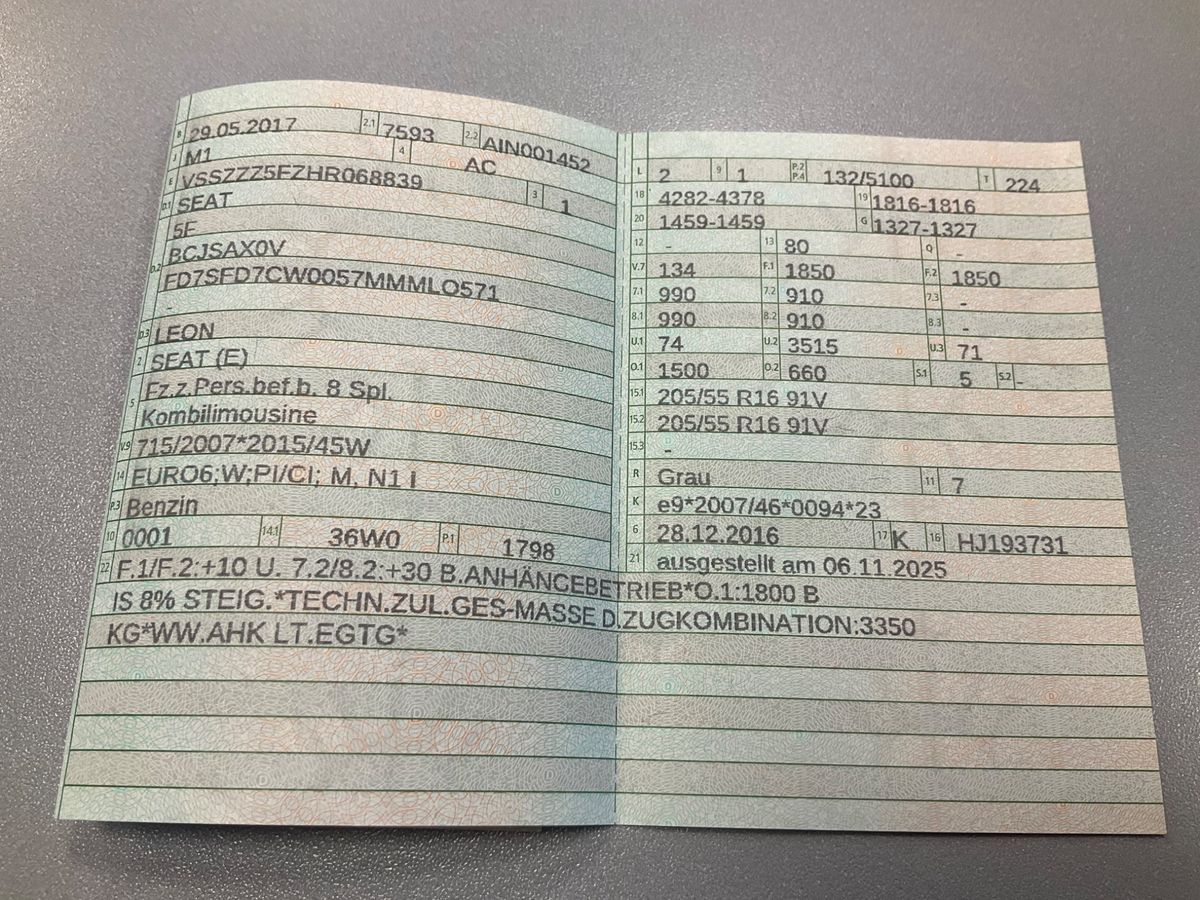 B 29.05.2017 2.1 7593 2.2 AIN001452
J M1 4 AC
E VSSZZZ5FZHR068839 3 1
D.1 SEAT
5F
D.2 BCJSAX0V
FD7SFD7CW0057MMMLO571
-
D.3 LEON
2 SEAT (E)
5 Fz.z.Pers.bef.b. 8 Spl.
Kombilimousine
V.9 715/2007*2015/45W
14 EURO6;W;PI/CI; M, N1 I
P.3 Benzin
10 0001 14.1 36W0 P.1 1798
L 2 9 1 P.2 P.4 132/5100 T 224
18 4282-4378 19 1816-1816
20 1459-1459 G 1327-1327
12 - 13 80 Q -
V.7 134 F.1 1850 F.2 1850
7.1 990 7.2 910 7.3 -
8.1 990 8.2 910 8.3 -
U.1 74 U.2 3515 U.3 71
O.1 1500 O.2 660 S.1 5 S.2 -
15.1 205/55 R16 91V
15.2 205/55 R16 91V
15.3 -
R Grau 11 7
K e9*2007/46*0094*23
6 28.12.2016 17 K 16 HJ193731
21 ausgestellt am 06.11.2025
22 F.1/F.2:+10 U. 7.2/8.2:+30 B.ANHÄNGEBETRIEB*O.1:1800 B
IS 8% STEIG.*TECHN.ZUL.GES-MASSE D.ZUGKOMBINATION:3350
KG*WW.AHK LT.EGTG*